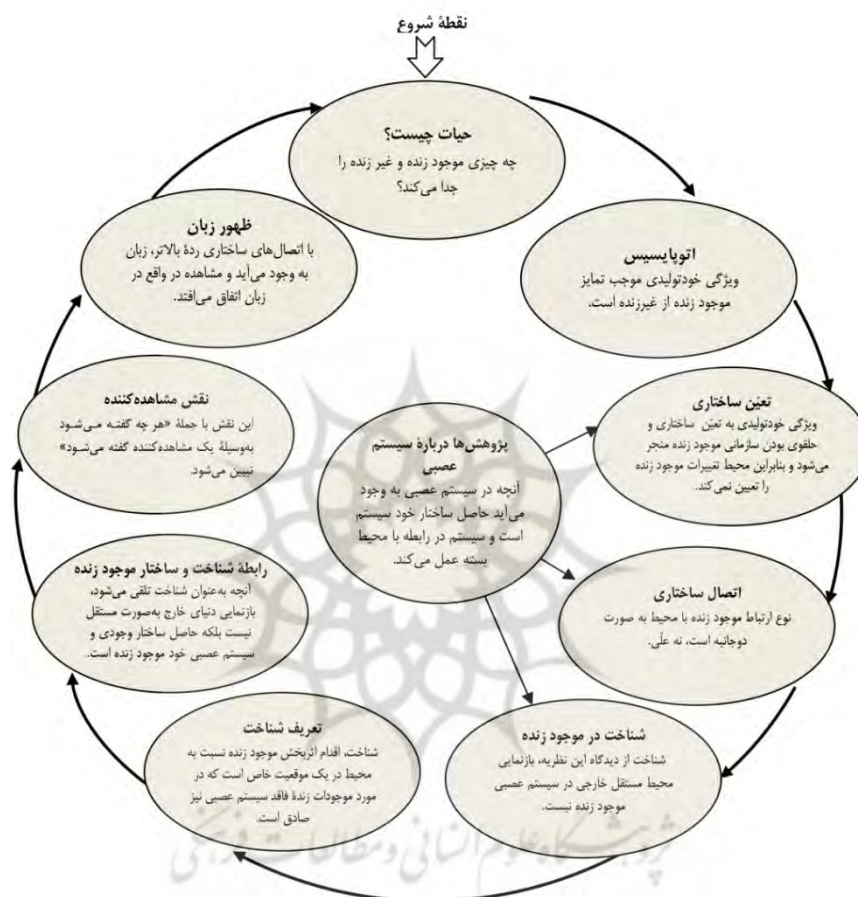 نقطهٔ شروع
حیات چیست؟
چه چیزی موجود زنده و غیر زنده را
جدا می‌کند؟
اتوپایسیس
ویژگی خودتولیدی موجب تمایز
موجود زنده از غیرزنده است.
تعیّن ساختاری
ویژگی خودتولیدی به تعیّن ساختاری و
حلقوی بودن سازمانی موجود زنده منجر
می‌شود و بنابراین محیط تغییرات موجود زنده
را تعیین نمی‌کند.
اتصال ساختاری
نوع ارتباط موجود زنده با محیط به صورت
دوجانبه است، نه علّی.
شناخت در موجود زنده
شناخت از دیدگاه این نظریه، بازنمایی
محیط مستقل خارجی در سیستم عصبی
موجود زنده نیست.
تعریف شناخت
شناخت، اقدام اثربخش موجود زنده نسبت به
محیط در یک موقعیت خاص است که در
مورد موجودات زندهٔ فاقد سیستم عصبی نیز
صادق است.
رابطهٔ شناخت و ساختار موجود زنده
آنچه به‌عنوان شناخت تلقی می‌شود،
بازنمایی دنیای خارج به‌صورت مستقل
نیست بلکه حاصل ساختار وجودی و
سیستم عصبی خود موجود زنده است.
نقش مشاهده‌کننده
این نقش با جملهٔ «هر چه گفته می‌شود
به‌وسیلهٔ یک مشاهده‌کننده گفته می‌شود»
تبیین می‌شود.
ظهور زبان
با اتصال‌های ساختاری ردهٔ بالاتر، زبان
به وجود می‌آید و مشاهده در واقع در
زبان اتفاق می‌افتد.
پژوهش‌ها دربارهٔ سیستم
عصبی
آنچه در سیستم عصبی به وجود
می‌آید حاصل ساختار خود سیستم
است و سیستم در رابطه با محیط
بسته عمل می‌کند.
پژوهشگاه علوم انسانی و مطالعات فرهنگی